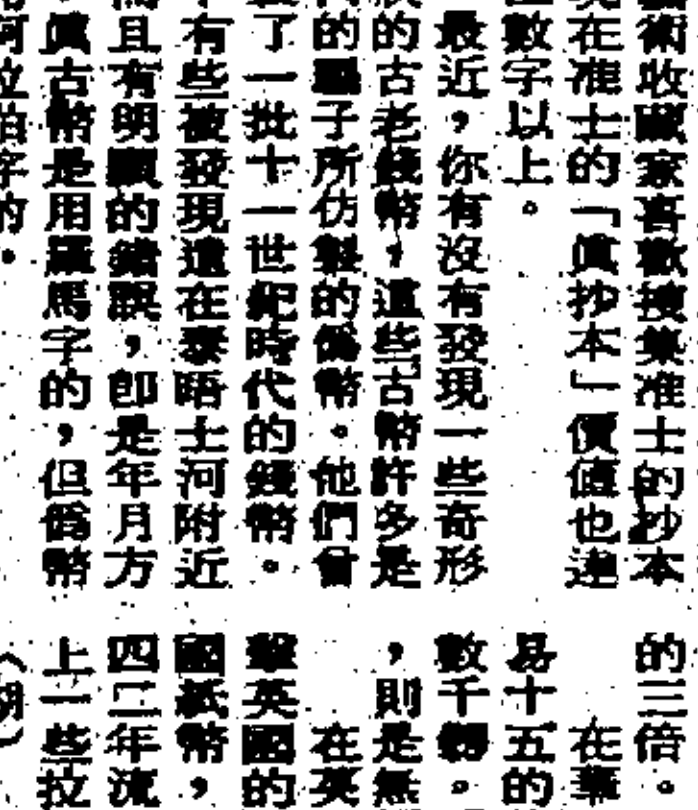 術收藏家喜歡搜集准士的抄本
在准士的「眞抄本」價値也達
數字以上。
最近,你有沒有發現一些奇形
的古老錢幣,這些古幣許多是
的騙子所仿製的僞幣。他們曾
了一批十一世紀時代的錢幣。
有些被發現遺在泰晤士河附近
且有明顯的錯誤,卽是年月方
眞古幣是用羅馬字的,但僞幣
阿拉伯字的。
的三倍。
在華
易十五的
數千鎊。
,則是無
在英
擊英國的
國紙幣,
四二年流
上一些拉
(胡)